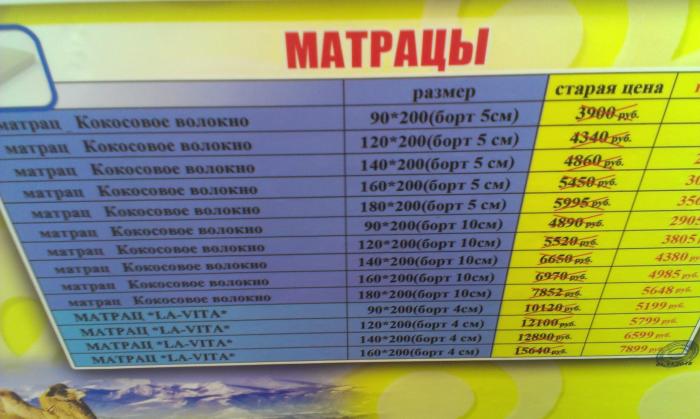 МАТРАЦЫ
размер старая цена
матрац Кокосовое волокно 90*200(борт 5см) 3900 руб.
матрац Кокосовое волокно 120*200(борт 5 см) 4340 руб.
матрац Кокосовое волокно 140*200(борт 5 см) 4860 руб.
матрац Кокосовое волокно 160*200(борт 5 см) 5450 руб.
матрац Кокосовое волокно 180*200(борт 5 см) 5995 руб.
матрац Кокосовое волокно 90*200(борт 10см) 4890 руб. 2905
матрац Кокосовое волокно 120*200(борт 10см) 5520 руб. 3805
матрац Кокосовое волокно 140*200(борт 10см) 6650 руб. 4380 ру
матрац Кокосовое волокно 160*200(борт 10см) 6970 руб. 4985 руб
матрац Кокосовое волокно 180*200(борт 10см) 7852 руб. 5648 руб.
МАТРАЦ *LA-VITA* 90*200(борт 4см) 10120 руб. 5199 руб.
МАТРАЦ *LA-VITA* 120*200(борт 4 см) 12100 руб. 5799 руб.
МАТРАЦ *LA-VITA* 140*200(борт 4 см) 12890 руб. 6599 руб.
МАТРАЦ *LA-VITA* 160*200(борт 4 см) 15640 руб. 7899 руб.